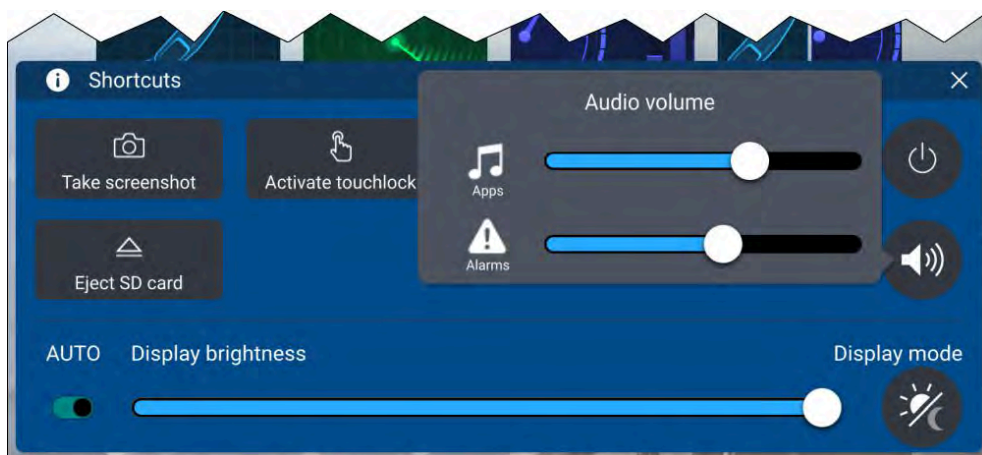 Shortcuts
Audio volume
Take screenshot
Activate touchlock
Apps
Eject SD card
Alarms
AUTO
Display brightness
Display mode